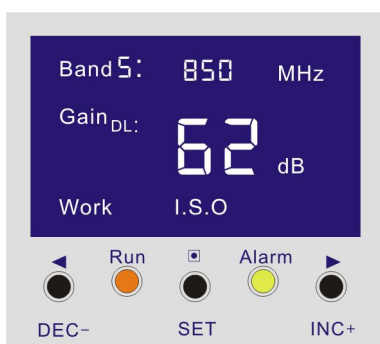 Band 5: 850 MHz
Gain DL: 62 dB
Work I.S.O
Run Alarm
DEC- SET INC+